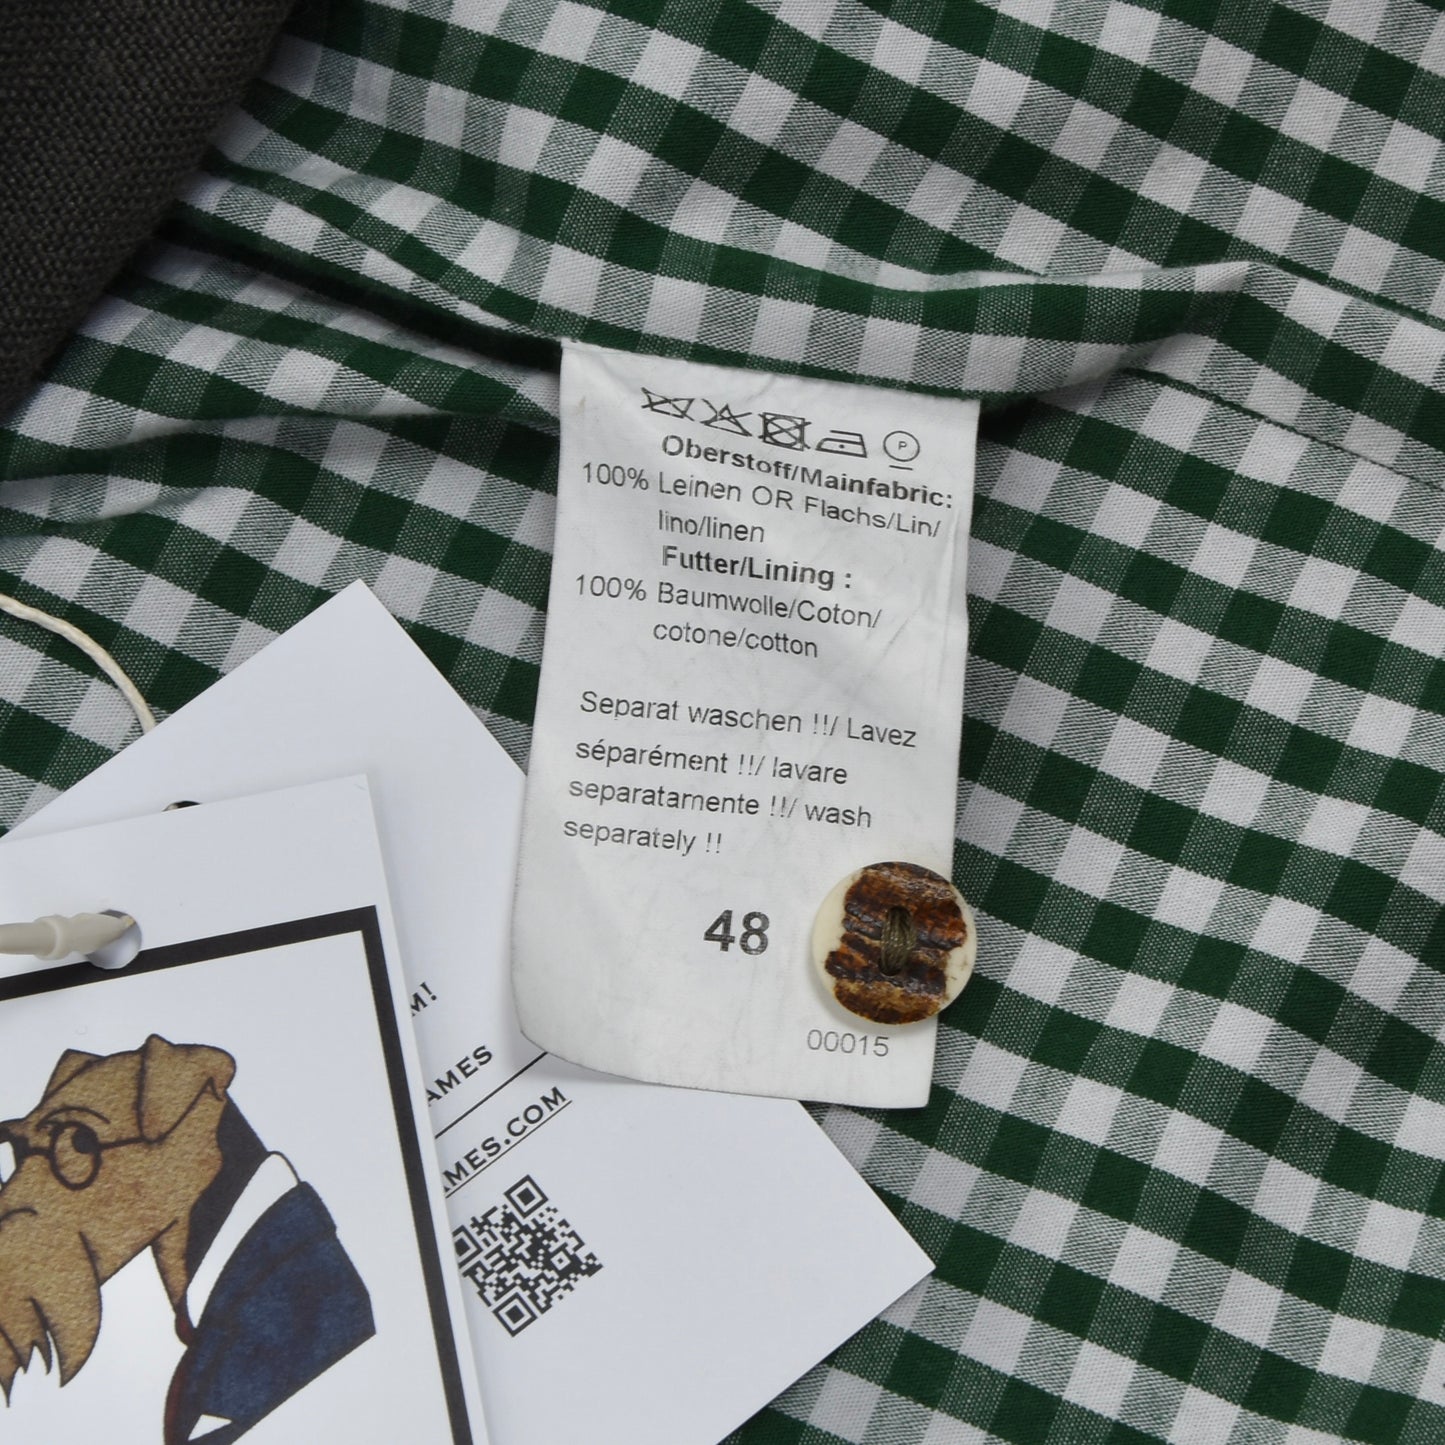 P
Oberstoff/Mainfabric:
100% Leinen OR Flachs/Lin/
lino/linen
Futter/Lining :
100% Baumwolle/Coton/
cotone/cotton
Separat waschen !!/ Lavez
séparément !!/ lavare
separatamente !!/ wash
separately !!
48
00015
M!
AMES
AMES.COM